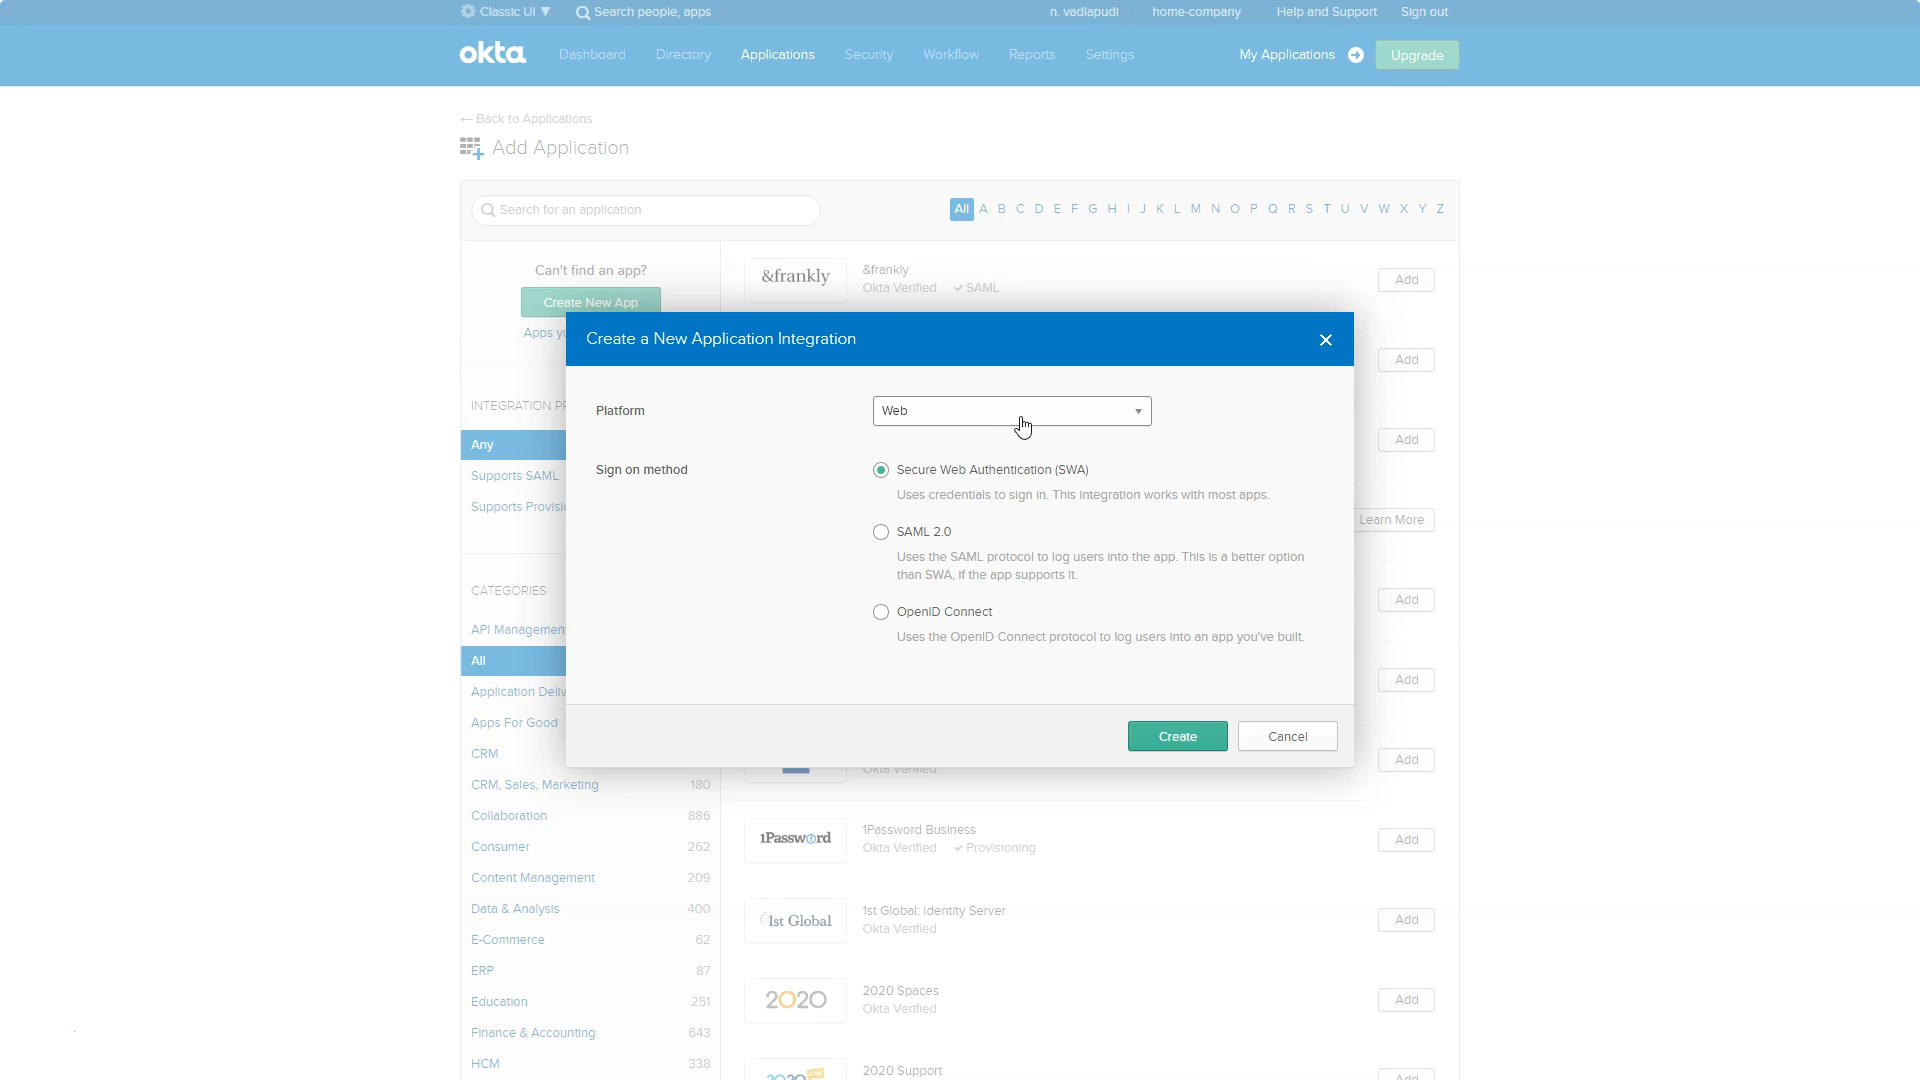 Classic UI
Search people, apps
n. vadlapudi
home-company
Help and Support
Sign out
okta
Dashboard
Directory
Applications
Security
Workflow
Reports
Settings
My Applications
Upgrade
← Back to Applications
Add Application
Search for an application
All A B C D E F G H I J K L M N O P Q R S T U V W X Y Z
Can't find an app?
Create New App
Apps
&frankly
&frankly
Okta Verified ✓ SAML
Add
Create a New Application Integration
Platform
Web
Sign on method
Secure Web Authentication (SWA)
Uses credentials to sign in. This integration works with most apps.
SAML 2.0
Uses the SAML protocol to log users into the app. This is a better option
than SWA, if the app supports it.
OpenID Connect
Uses the OpenID Connect protocol to log users into an app you've built.
Create
Cancel
Add
Add
Learn More
Add
Add
Add
INTEGRATION
Any
Supports SAML
Supports
CATEGORIES
API
All
Application
Apps For Good
CRM
CRM, Sales, Marketing 180
Collaboration 886
Consumer 262
Content Management 209
Data & Analysis 400
E-Commerce 62
ERP 87
Education 251
Finance & Accounting 643
HCM 338
Okta Verified
1Password
1Password Business
Okta Verified ✓ Provisioning
Add
1st Global
1st Global: Identity Server
Okta Verified
Add
2020
2020 Spaces
Okta Verified
Add
2020
2020 Support
Add